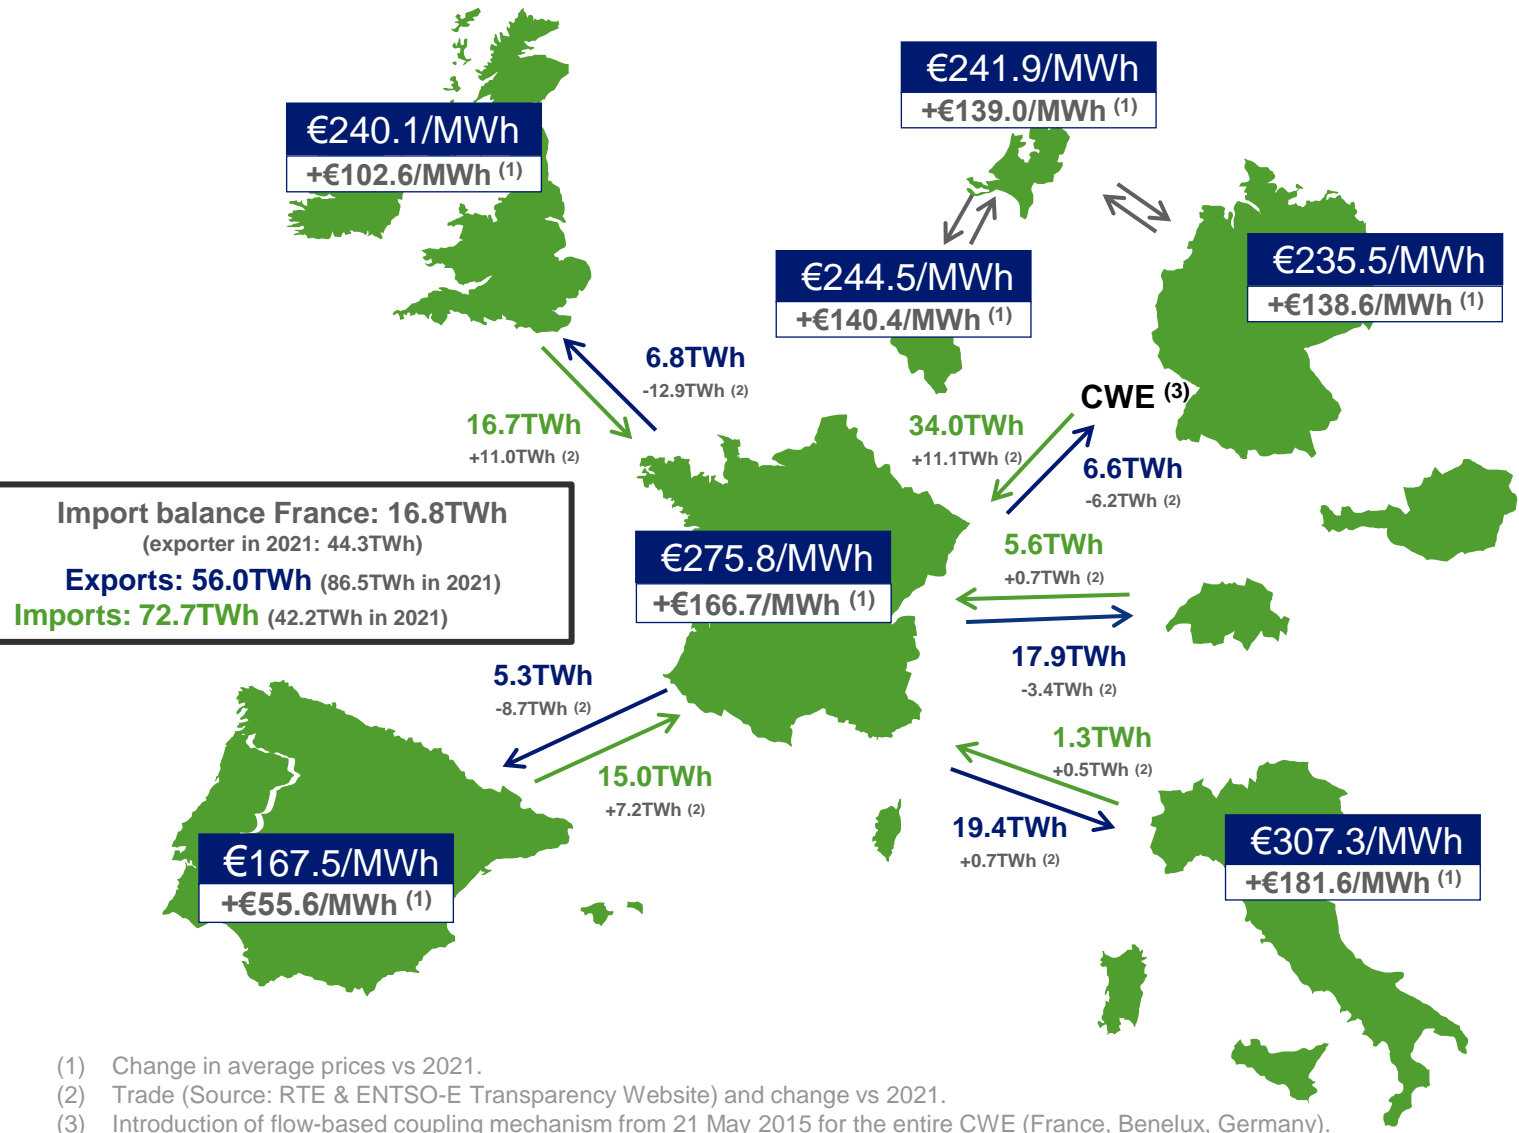 €241.9/MWh
+€139.0/MWh (1)
€240.1/MWh
+€102.6/MWh (1)
€244.5/MWh
+€140.4/MWh (1)
€235.5/MWh
+€138.6/MWh (1)
6.8TWh
-12.9TWh (2)
16.7TWh
+11.0TWh (2)
CWE (3)
34.0TWh
+11.1TWh (2)
6.6TWh
-6.2TWh (2)
Import balance France: 16.8TWh
(exporter in 2021: 44.3TWh)
Exports: 56.0TWh (86.5TWh in 2021)
Imports: 72.7TWh (42.2TWh in 2021)
€275.8/MWh
+€166.7/MWh (1)
5.6TWh
+0.7TWh (2)
17.9TWh
-3.4TWh (2)
5.3TWh
-8.7TWh (2)
15.0TWh
+7.2TWh (2)
1.3TWh
+0.5TWh (2)
19.4TWh
+0.7TWh (2)
€167.5/MWh
+€55.6/MWh (1)
€307.3/MWh
+€181.6/MWh (1)
(1) Change in average prices vs 2021.
(2) Trade (Source: RTE & ENTSO-E Transparency Website) and change vs 2021.
(3) Introduction of flow-based coupling mechanism from 21 May 2015 for the entire CWE (France, Benelux, Germany).